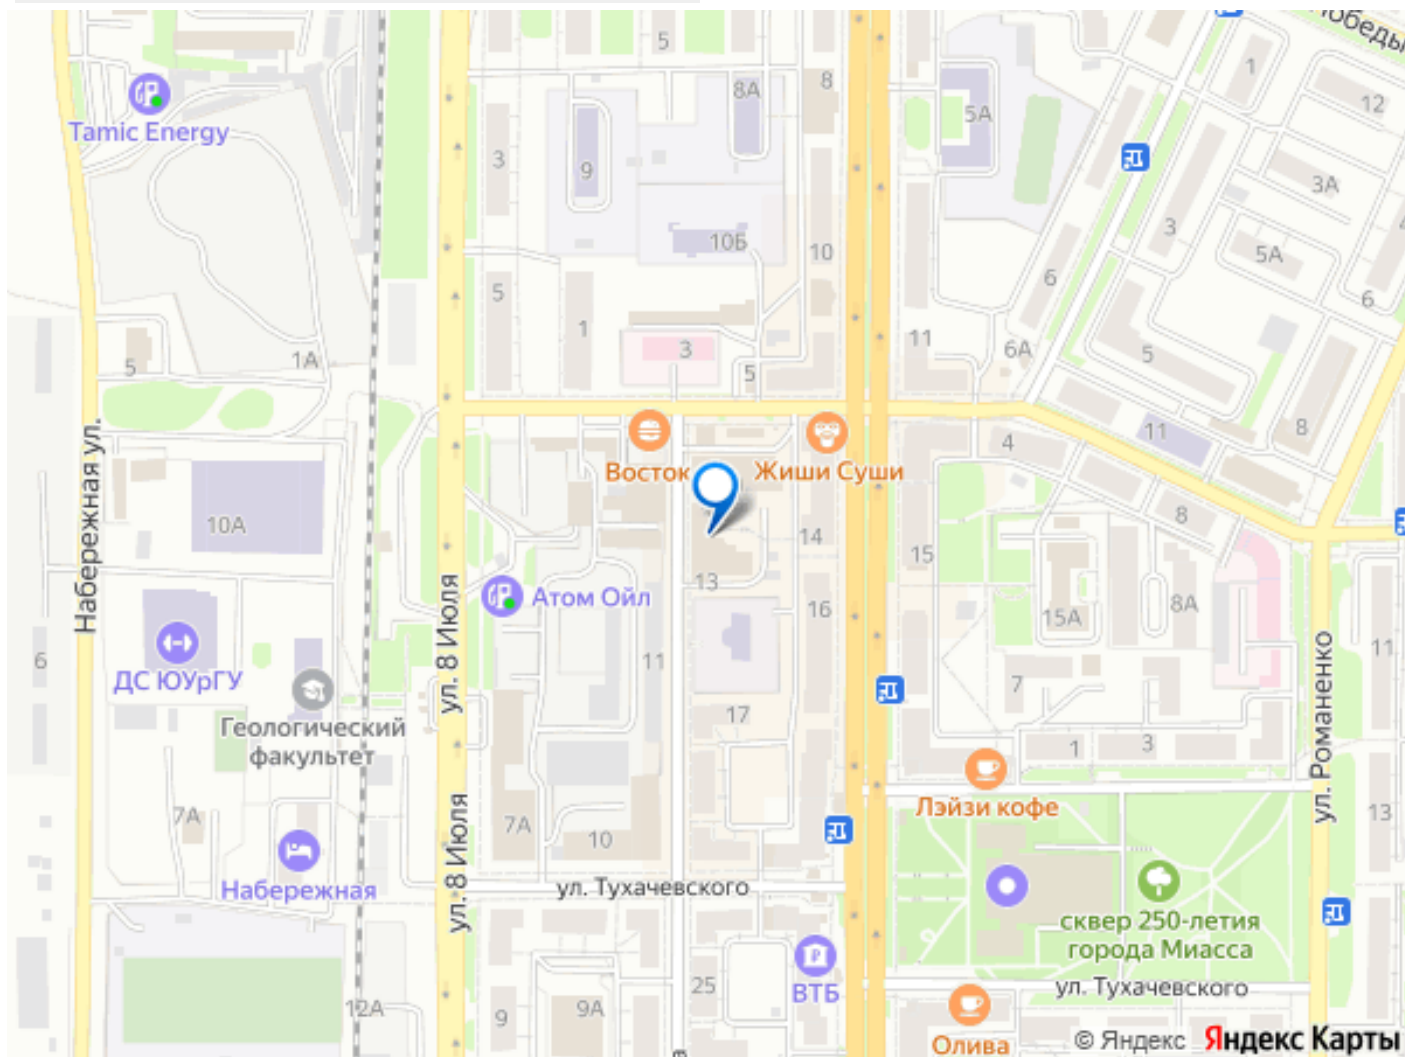 Победы
5
8
8А
1
12
Tamic Energy
5А
3
9
3А
3
10Б
10
5А
6
4
5
1
6
11
6А
5
1А
3
5
5
8
Набережная ул.
Восток
Жиши Суши
4
11
10А
14
15
8
13
Атом Ойл
16
15А
8А
6
ДС ЮУрГУ
ул. 8 Июля
11
7
11
ул. Романенко
Геологический
факультет
17
1
3
Лэйзи кофе
7А
7А
10
13
ул. 8 Июля
Набережная
ул. Тухачевского
сквер 250-летия
города Миасса
ВТБ
25
ул. Тухачевского
12А
9
9А
Олива
© Яндекс
Яндекс Карты